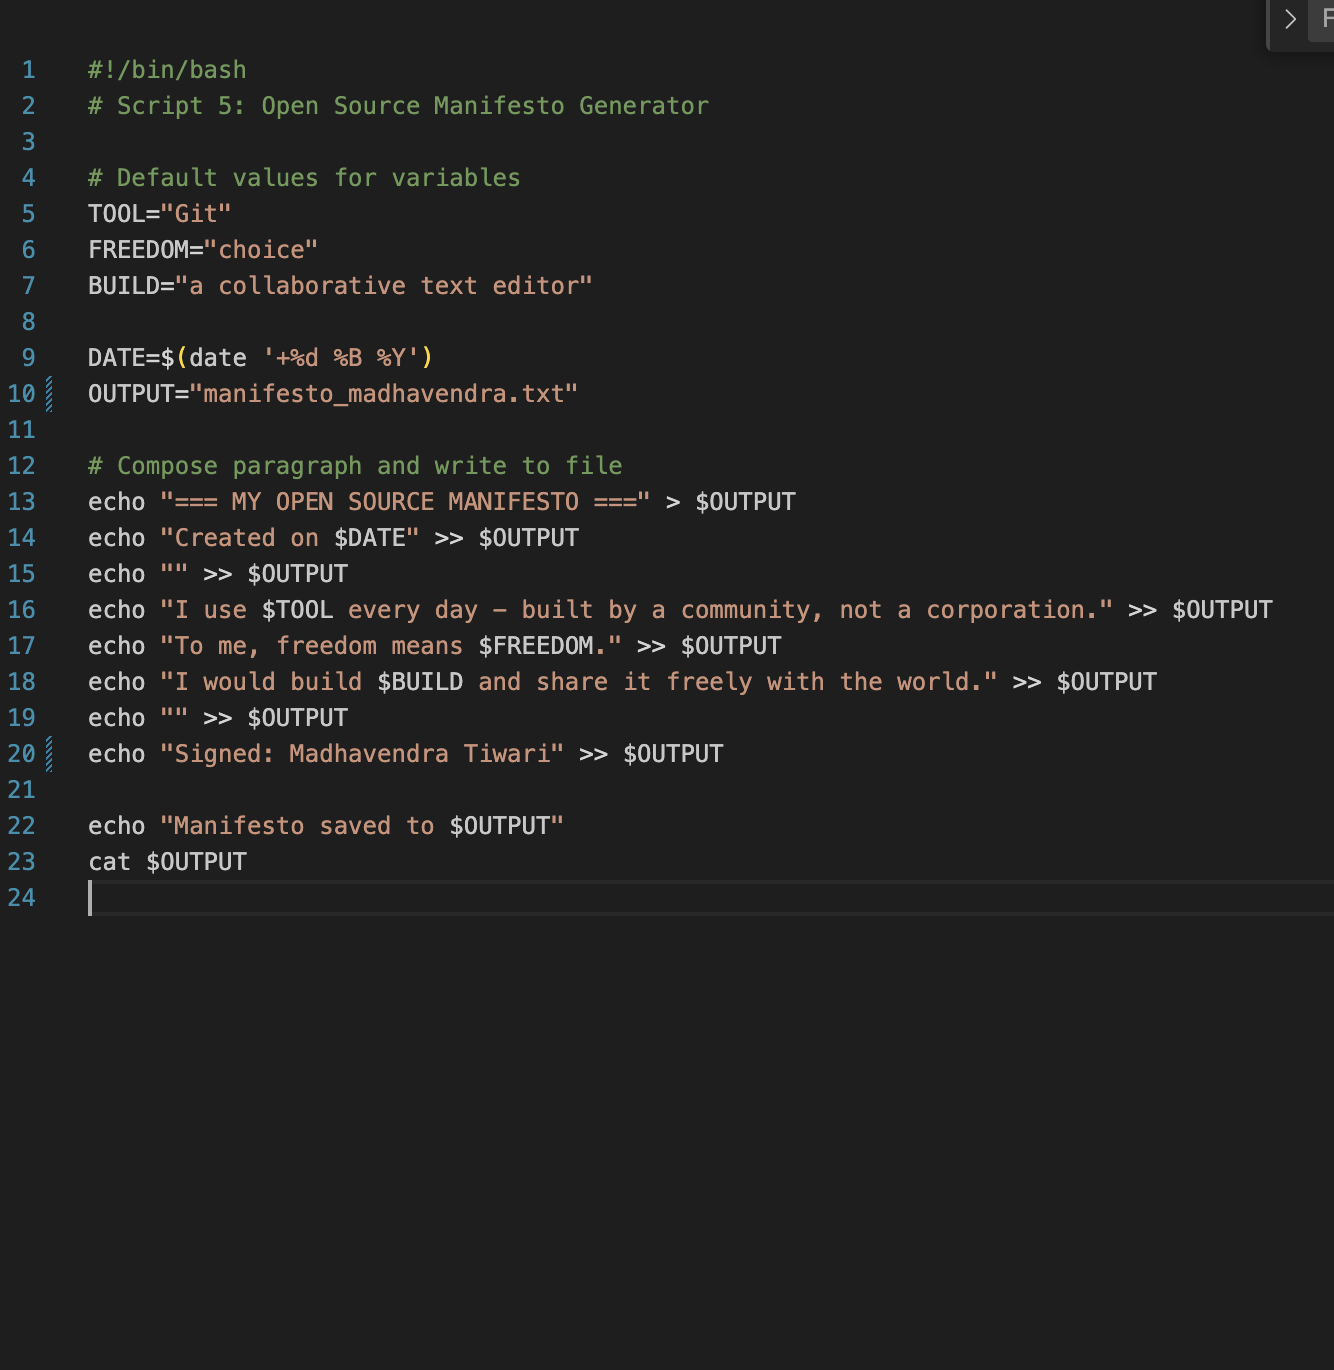 F
1 #!/bin/bash
2 # Script 5: Open Source Manifesto Generator
3
4 # Default values for variables
5 TOOL="Git"
6 FREEDOM="choice"
7 BUILD="a collaborative text editor"
8
9 DATE=$(date '+%d %B %Y')
10 OUTPUT="manifesto_madhavendra.txt"
11
12 # Compose paragraph and write to file
13 echo "=== MY OPEN SOURCE MANIFESTO ===" > $OUTPUT
14 echo "Created on $DATE" >> $OUTPUT
15 echo "" >> $OUTPUT
16 echo "I use $TOOL every day – built by a community, not a corporation." >> $OUTPUT
17 echo "To me, freedom means $FREEDOM." >> $OUTPUT
18 echo "I would build $BUILD and share it freely with the world." >> $OUTPUT
19 echo "" >> $OUTPUT
20 echo "Signed: Madhavendra Tiwari" >> $OUTPUT
21
22 echo "Manifesto saved to $OUTPUT"
23 cat $OUTPUT
24